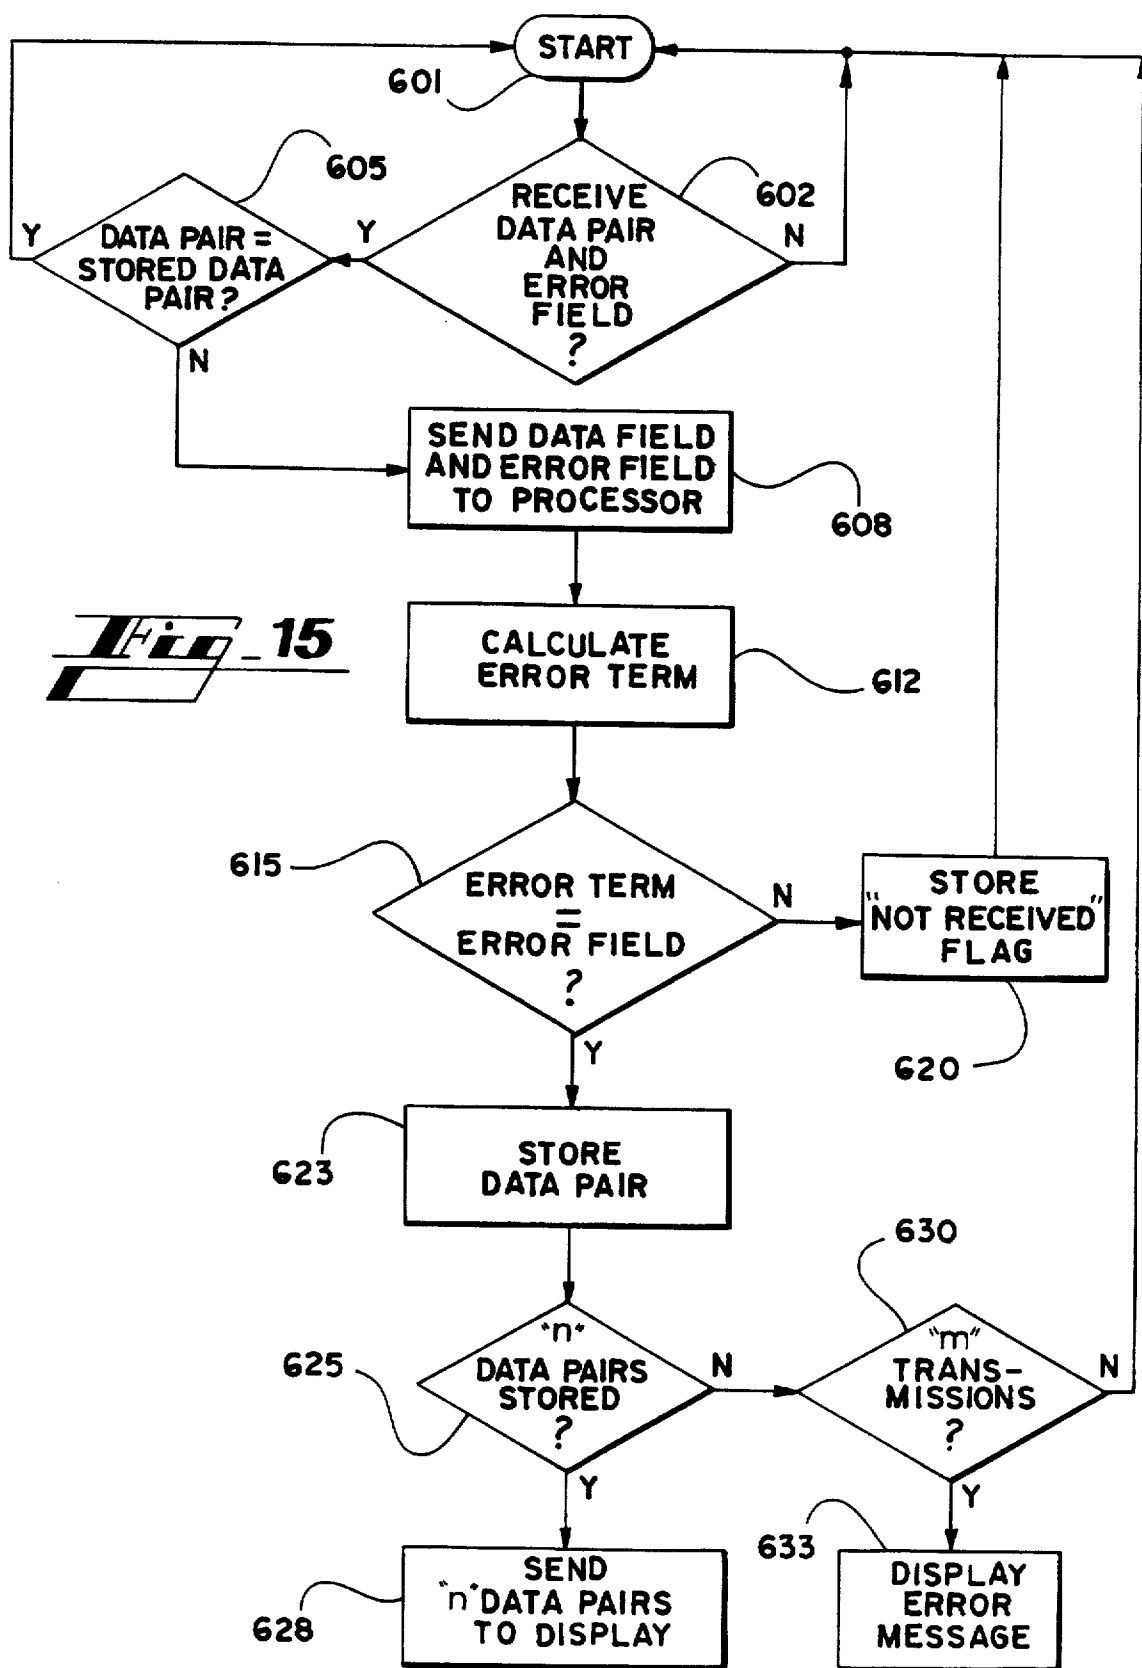 START
601
605
602
RECEIVE
DATA PAIR
AND
ERROR
FIELD
?
Y
N
Y
DATA PAIR =
STORED DATA
PAIR?
N
SEND DATA FIELD
AND ERROR FIELD
TO PROCESSOR
608
Fig_15
CALCULATE
ERROR TERM
612
615
ERROR TERM
=
ERROR FIELD
?
N
Y
STORE
"NOT RECEIVED"
FLAG
620
STORE
DATA PAIR
623
630
"n"
DATA PAIRS
STORED
?
625
N
Y
"m"
TRANS-
MISSIONS
?
N
Y
633
SEND
"n" DATA PAIRS
TO DISPLAY
628
DISPLAY
ERROR
MESSAGE